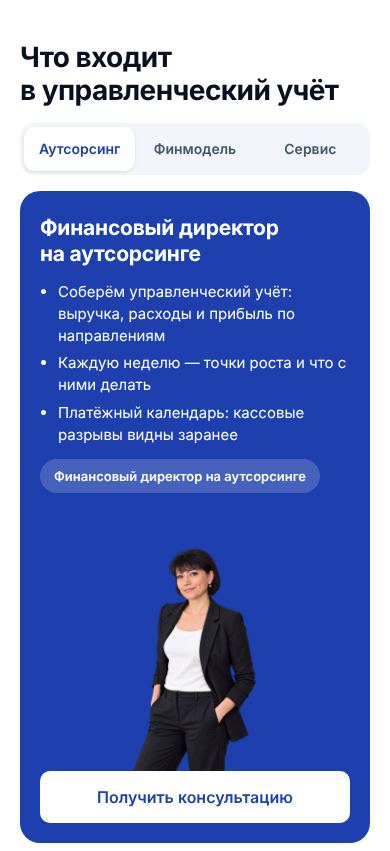 Что входит
в управленческий учёт
Аутсорсинг
Финмодель
Сервис
Финансовый директор
на аутсорсинге
• Соберём управленческий учёт:
выручка, расходы и прибыль по
направлениям
• Каждую неделю — точки роста и что с
ними делать
• Платёжный календарь: кассовые
разрывы видны заранее
Финансовый директор на аутсорсинге
Получить консультацию